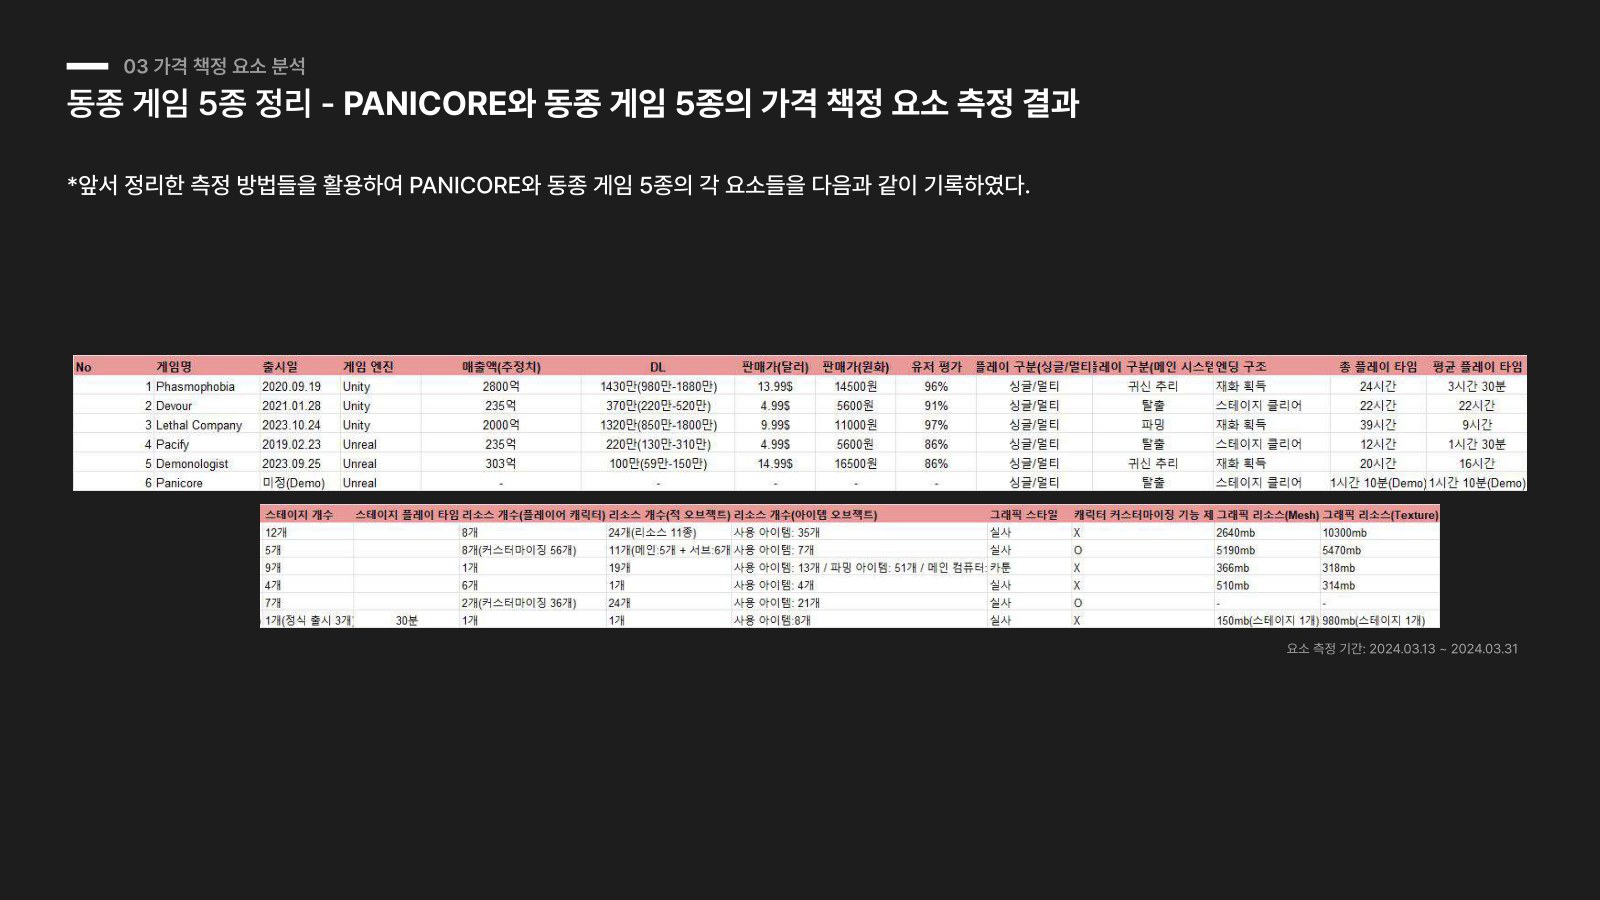 03 가격 책정 요소 분석
동종 게임 5종 정리 - PANICORE와 동종 게임 5종의 가격 책정 요소 측정 결과
*앞서 정리한 측정 방법들을 활용하여 PANICORE와 동종 게임 5종의 각 요소들을 다음과 같이 기록하였다.
No 게임명 출시일 게임 엔진 매출액(추정치) DL 판매가(달러) 판매가(원화) 유저 평가 플레이 구분(싱글/멀티 레이 구분(메인 시스템 엔딩 구조 총 플레이 타임 평균 플레이 타임
1 Phasmophobia 2020.09.19 Unity 2800억 1430만(980만-1880만) 13.99$ 14500원 96% 싱글/멀티 귀신 추리 재화 획득 24시간 3시간 30분
2 Devour 2021.01.28 Unity 235억 370만(220만-520만) 4.99$ 5600원 91% 싱글/멀티 탈출 스테이지 클리어 22시간 22시간
3 Lethal Company 2023.10.24 Unity 2000억 1320만(850만-1800만) 9.99$ 11000원 97% 싱글/멀티 파밍 재화 획득 39시간 9시간
4 Pacify 2019.02.23 Unreal 235억 220만(130만-310만) 4.99$ 5600원 86% 싱글/멀티 탈출 스테이지 클리어 12시간 1시간 30분
5 Demonologist 2023.09.25 Unreal 303억 100만(59만-150만) 14.99$ 16500원 86% 싱글/멀티 귀신 추리 재화 획득 20시간 16시간
6 Panicore 미정(Demo) Unreal - - - - - 싱글/멀티 탈출 스테이지 클리어 1시간 10분(Demo) 1시간 10분(Demo)
스테이지 개수 스테이지 플레이 타임 리소스 개수(플레이어 캐릭터) 리소스 개수(적 오브젝트) 리소스 개수(아이템 오브젝트) 그래픽 스타일 캐릭터 커스터마이징 기능 제 그래픽 리소스(Mesh) 그래픽 리소스(Texture)
12개 8개 24개(리소스 11종) 사용 아이템: 35개 실사 X 2640mb 10300mb
5개 8개(커스터마이징 56개) 11개(메인:5개 + 서브:6개 사용 아이템: 7개 실사 O 5190mb 5470mb
9개 1개 19개 사용 아이템: 13개 / 파밍 아이템: 51개 / 메인 컴퓨터: 카툰 X 366mb 318mb
4개 6개 1개 사용 아이템: 4개 실사 X 510mb 314mb
7개 2개(커스터마이징 36개) 24개 사용 아이템: 21개 실사 O - -
1개(정식 출시 3개) 30분 1개 1개 사용 아이템:8개 실사 X 150mb(스테이지 1개) 980mb(스테이지 1개)
요소 측정 기간: 2024.03.13 ~ 2024.03.31